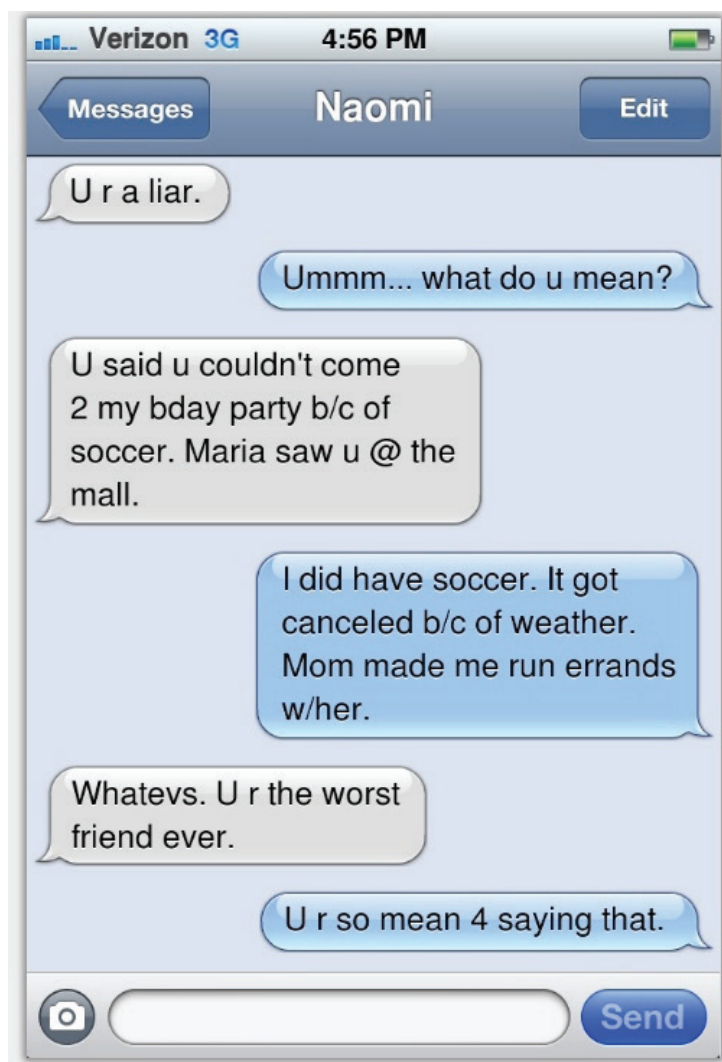 Verizon 3G 4:56 PM
Messages Naomi Edit
U r a liar.
Ummm... what do u mean?
U said u couldn't come
2 my bday party b/c of
soccer. Maria saw u @ the
mall.
I did have soccer. It got
canceled b/c of weather.
Mom made me run errands
w/her.
Whatevs. U r the worst
friend ever.
U r so mean 4 saying that.
Send